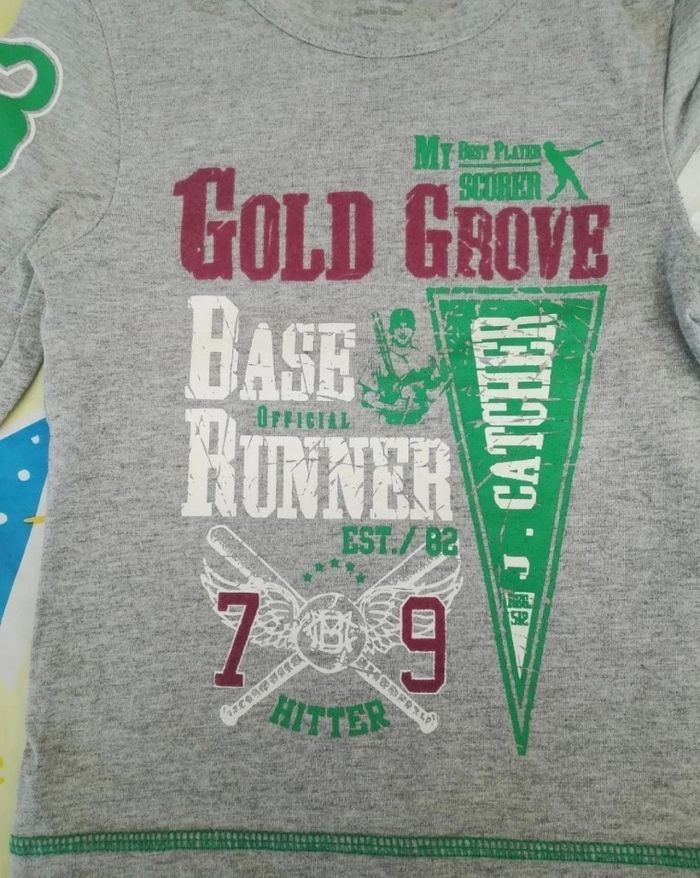 My Best Player
Scorer
Gold Grove
Base
Official
Runner
Est./ 82
J. Catcher
7 9
Hitter